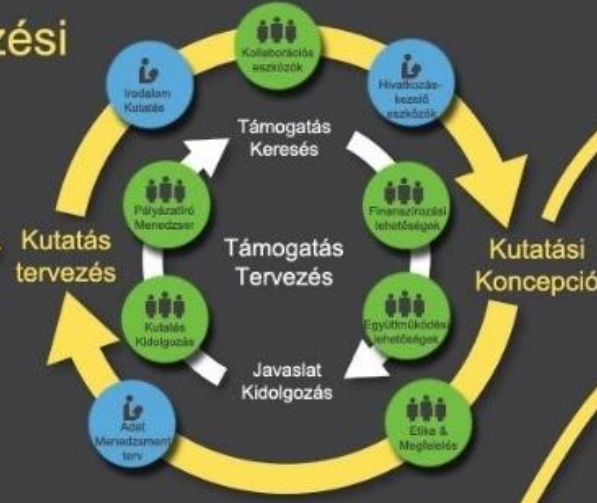 zési
Kollaborációs
eszközök
Irodalom
Kutatás
Hivatkozás-
kezelő
eszközök
Támogatás
Keresés
Pályázatíró
Menedzser
Finanszírozási
lehetőségek
Kutatás
tervezés
Támogatás
Tervezés
Kutatási
Koncepció
Kutatás
Kidolgozás
Együttműködési
lehetőségek
Javaslat
Kidolgozás
Adat
Menedzsment
terv
Etika &
Megfelelés